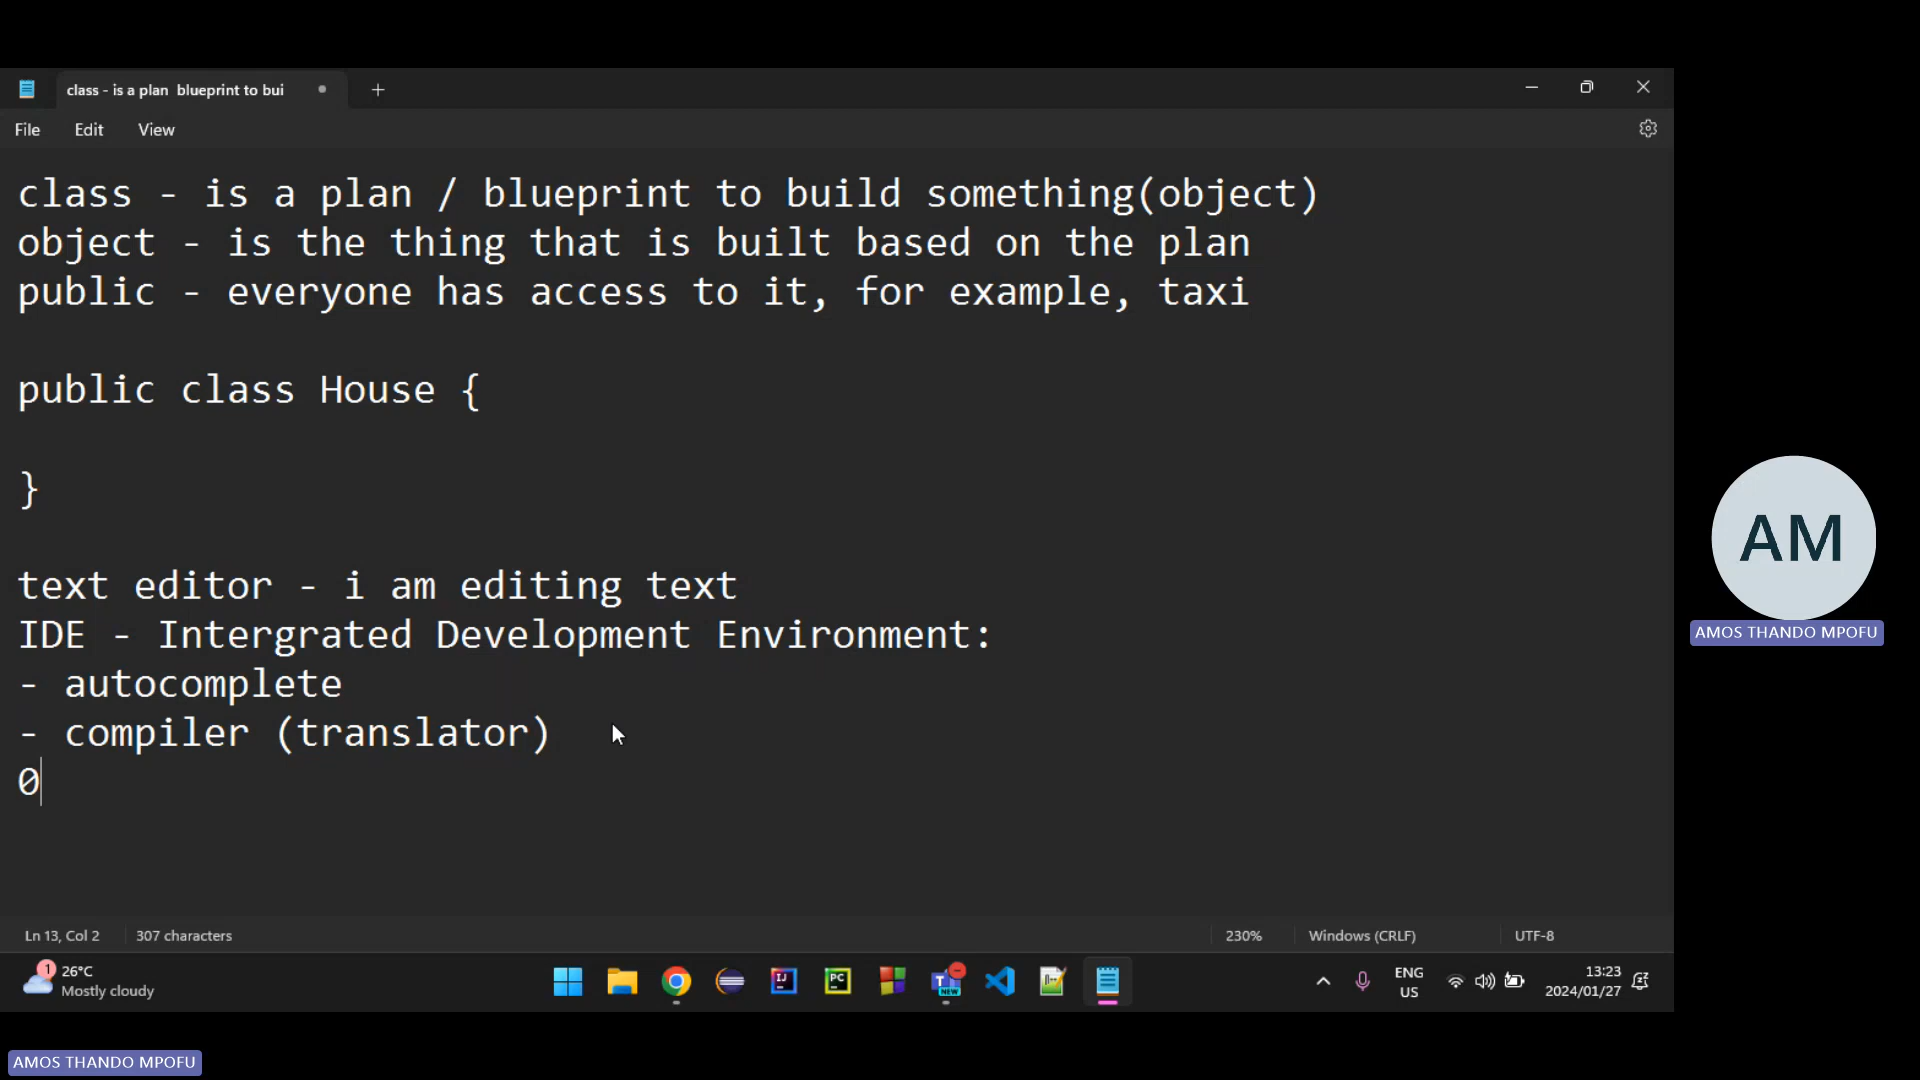 class - is a plan  blueprint to bui
File Edit View
class - is a plan / blueprint to build something(object)
object - is the thing that is built based on the plan
public - everyone has access to it, for example, taxi
public class House {
}
text editor - i am editing text
IDE - Intergrated Development Environment:
- autocomplete
- compiler (translator)
0
AM
AMOS THANDO MPOFU
Ln 13, Col 2 307 characters 230% Windows (CRLF) UTF-8
1 26°C
Mostly cloudy
IJ
PC
T
NEW
ENG
US
13:23
2024/01/27
AMOS THANDO MPOFU